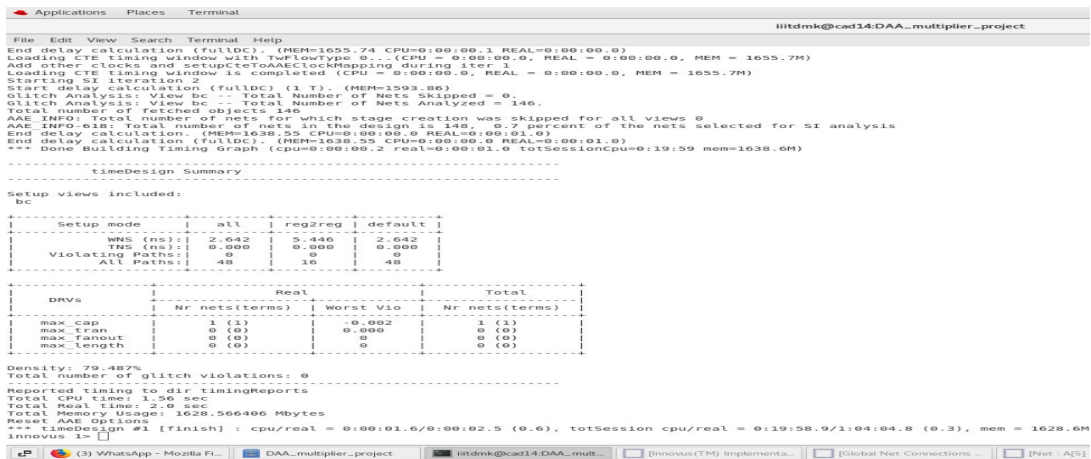 Applications Places Terminal
iiitdmk@cad14:DAA_multiplier_project
File Edit View Search Terminal Help
End delay calculation (fullDC). (MEM=1655.74 CPU=0:00:00.1 REAL=0:00:00.0)
Loading CTE timing window with TwFlowType 0...(CPU = 0:00:00.0, REAL = 0:00:00.0, MEM = 1655.7M)
Add other clocks and setupCteToAAEClockMapping during iter 1
Loading CTE timing window is completed (CPU = 0:00:00.0, REAL = 0:00:00.0, MEM = 1655.7M)
Starting SI iteration 2
Start delay calculation (fullDC) (1 T). (MEM=1593.86)
Glitch Analysis: View bc -- Total Number of Nets Skipped = 0.
Glitch Analysis: View bc -- Total Number of Nets Analyzed = 146.
Total number of fetched objects 146
AAE_INFO: Total number of nets for which stage creation was skipped for all views 0
AAE_INFO-618: Total number of nets in the design is 148, 0.7 percent of the nets selected for SI analysis
End delay calculation. (MEM=1638.55 CPU=0:00:00.0 REAL=0:00:01.0)
End delay calculation (fullDC). (MEM=1638.55 CPU=0:00:00.0 REAL=0:00:01.0)
*** Done Building Timing Graph (cpu=0:00:00.2 real=0:00:01.0 totSessionCpu=0:19:59 mem=1638.6M)
timeDesign Summary
Setup views included:
bc
| Setup mode | all | reg2reg | default |
| WNS (ns):| 2.642 | 5.446 | 2.642 |
| TNS (ns):| 0.000 | 0.000 | 0.000 |
| Violating Paths:| 0 | 0 | 0 |
| All Paths:| 48 | 16 | 48 |
| DRVs | Real | Total |
| Nr nets(terms) | Worst Vio | Nr nets(terms) |
| max_cap | 1 (1) | -0.002 | 1 (1) |
| max_tran | 0 (0) | 0.000 | 0 (0) |
| max_fanout | 0 (0) | 0 | 0 (0) |
| max_length | 0 (0) | 0 | 0 (0) |
Density: 79.487%
Total number of glitch violations: 0
Reported timing to dir timingReports
Total CPU time: 1.56 sec
Total Real time: 2.0 sec
Total Memory Usage: 1628.566406 Mbytes
Reset AAE Options
*** timeDesign #1 [finish] : cpu/real = 0:00:01.6/0:00:02.5 (0.6), totSession cpu/real = 0:19:58.9/1:04:04.8 (0.3), mem = 1628.6M
innovus 1>
(3) WhatsApp - Mozilla Fi... DAA_multiplier_project iiitdmk@cad14:DAA_mult... [Innovus(TM) Implementa... [Global Net Connections ... [Net : A[5]